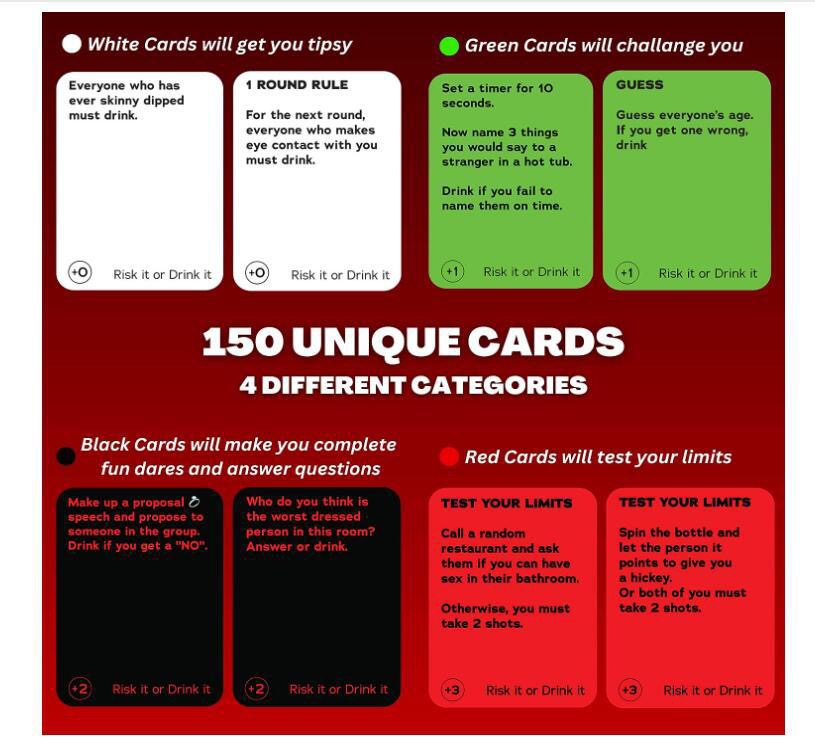 White Cards will get you tipsy
Green Cards will challange you
Everyone who has
ever skinny dipped
must drink.
+0 Risk it or Drink it
1 ROUND RULE
For the next round,
everyone who makes
eye contact with you
must drink.
+0 Risk it or Drink it
Set a timer for 10
seconds.
Now name 3 things
you would say to a
stranger in a hot tub.
Drink if you fail to
name them on time.
+1 Risk it or Drink it
GUESS
Guess everyone's age.
If you get one wrong,
drink
+1 Risk it or Drink it
150 UNIQUE CARDS
4 DIFFERENT CATEGORIES
Black Cards will make you complete
fun dares and answer questions
Red Cards will test your limits
Make up a proposal 💍
speech and propose to
someone in the group.
Drink if you get a "NO".
+2 Risk it or Drink it
Who do you think is
the worst dressed
person in this room?
Answer or drink.
+2 Risk it or Drink it
TEST YOUR LIMITS
Call a random
restaurant and ask
them if you can have
sex in their bathroom.
Otherwise, you must
take 2 shots.
+3 Risk it or Drink it
TEST YOUR LIMITS
Spin the bottle and
let the person it
points to give you
a hickey.
Or both of you must
take 2 shots.
+3 Risk it or Drink it